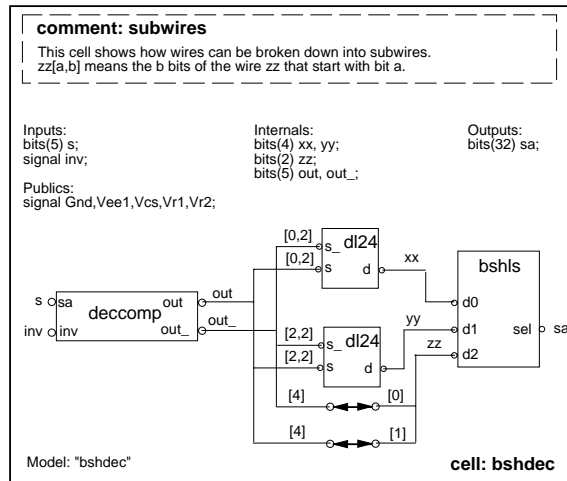 comment: subwires
This cell shows how wires can be broken down into subwires.
zz[a,b] means the b bits of the wire zz that start with bit a.
Inputs:
bits(5) s;
signal inv;
Internals:
bits(4) xx, yy;
bits(2) zz;
bits(5) out, out_;
Outputs:
bits(32) sa;
Publics:
signal Gnd,Vee1,Vcs,Vr1,Vr2;
[0,2]
s_ dl24
[0,2]
s
d
xx
bshls
s
sa
out
out
deccomp
inv
inv
out_
out_
d0
yy
d1
sel
sa
[2,2]
s_ dl24
zz
d2
[2,2]
s
d
[4]
[0]
[4]
[1]
Model: "bshdec"
cell: bshdec